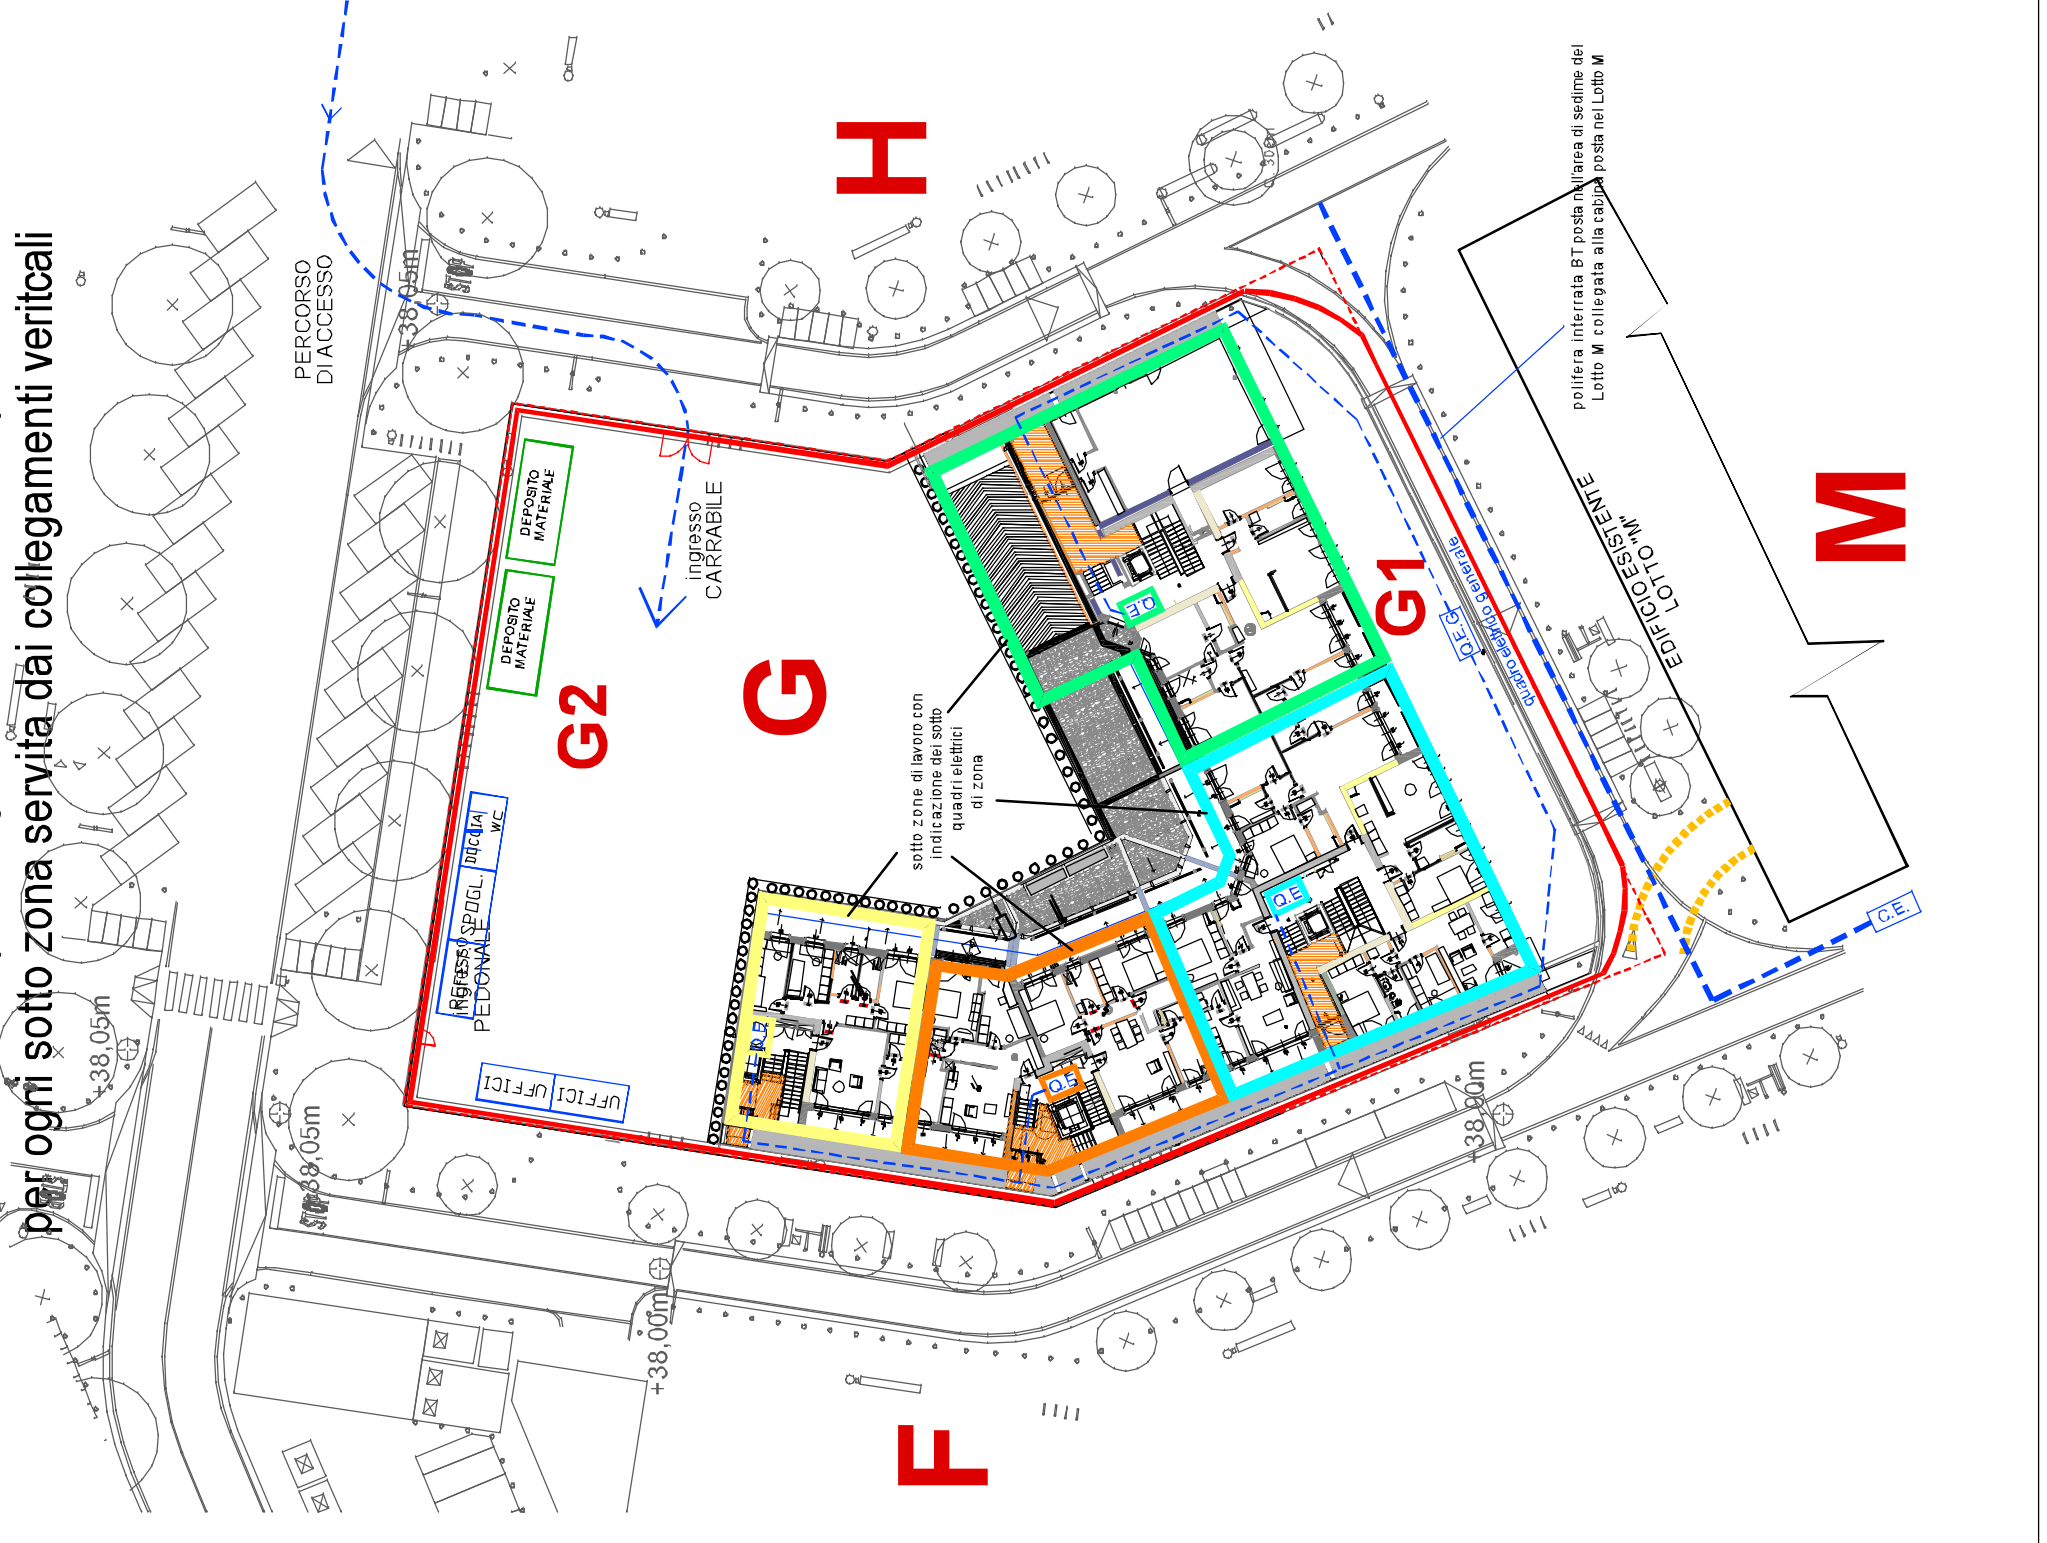 per ogni sotto zona servita dai collegamenti veritcali
PERCORSO
DI ACCESSO
+38,05m
+38,05m
+38,05m
+38,00m
+38,00m
STOP
H
G
G2
G1
M
F
DEPOSITO
MATERIALE
DEPOSITO
MATERIALE
ingresso
CARRABILE
WC
DOCCIA
SPOGL.
ingresso
PEDONALE
UFFICI
UFFICI
sotto zone di lavoro con
indicazione dei sotto
quadri elettrici
di zona
Q.E
Q.E
Q.E
Q.E
Q.E.G.
quadro elettrico generale
polifera interrata BT posta nell'area di sedime del
Lotto M collegata alla cabina posta nel Lotto M
EDIFICIO ESISTENTE
LOTTO "M"
C.E.